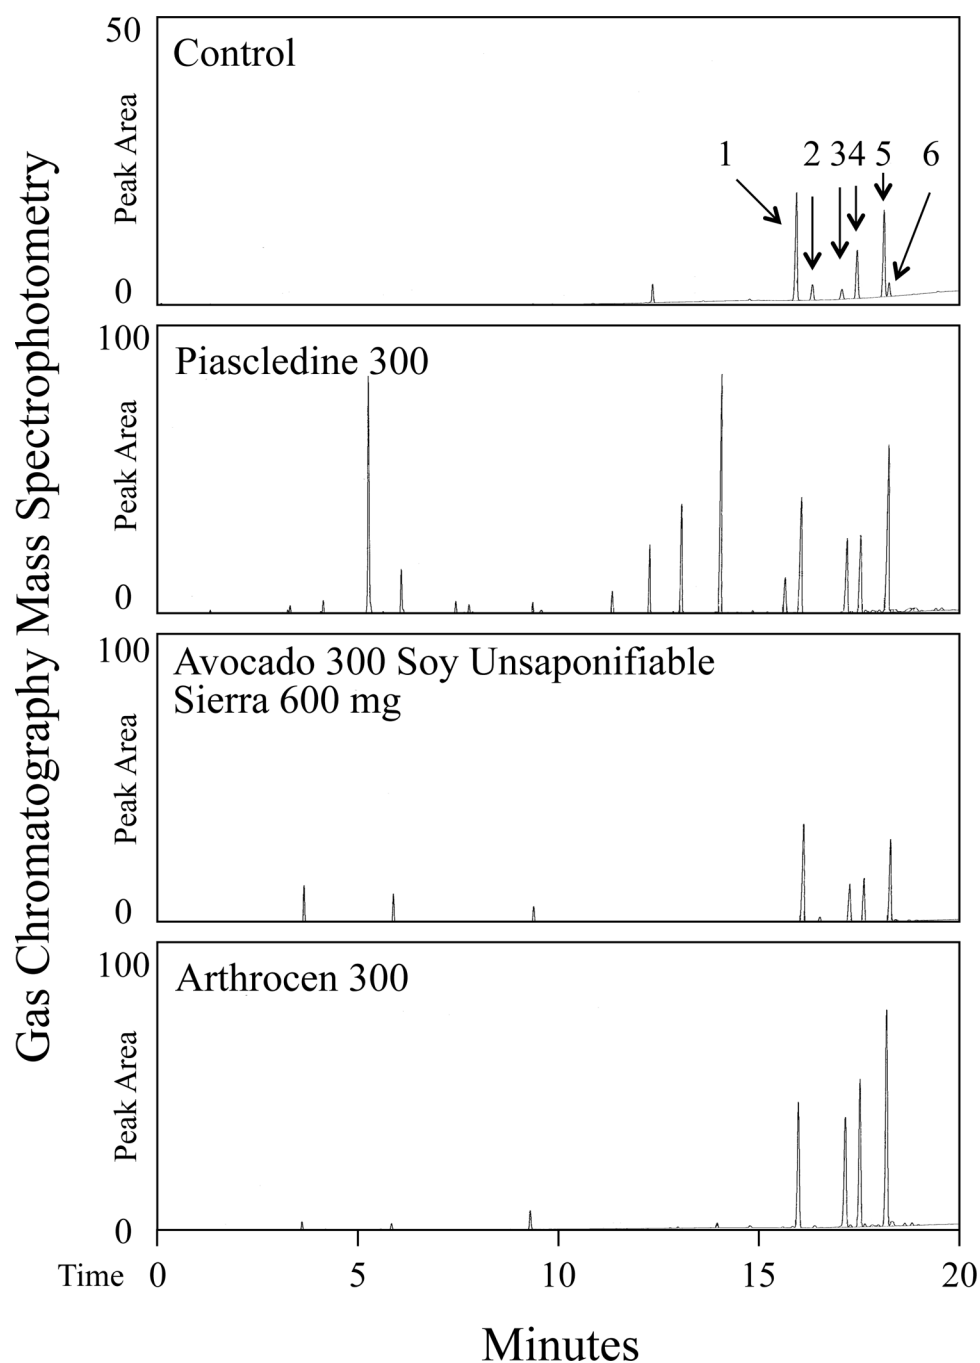 Gas Chromatography Mass Spectrophotometry
50
Control
Peak Area
1 2 3 4 5 6
0
100
Piascledine 300
Peak Area
0
100
Avocado 300 Soy Unsaponifiable
Sierra 600 mg
Peak Area
0
100
Arthrocen 300
Peak Area
0
Time 0 5 10 15 20
Minutes